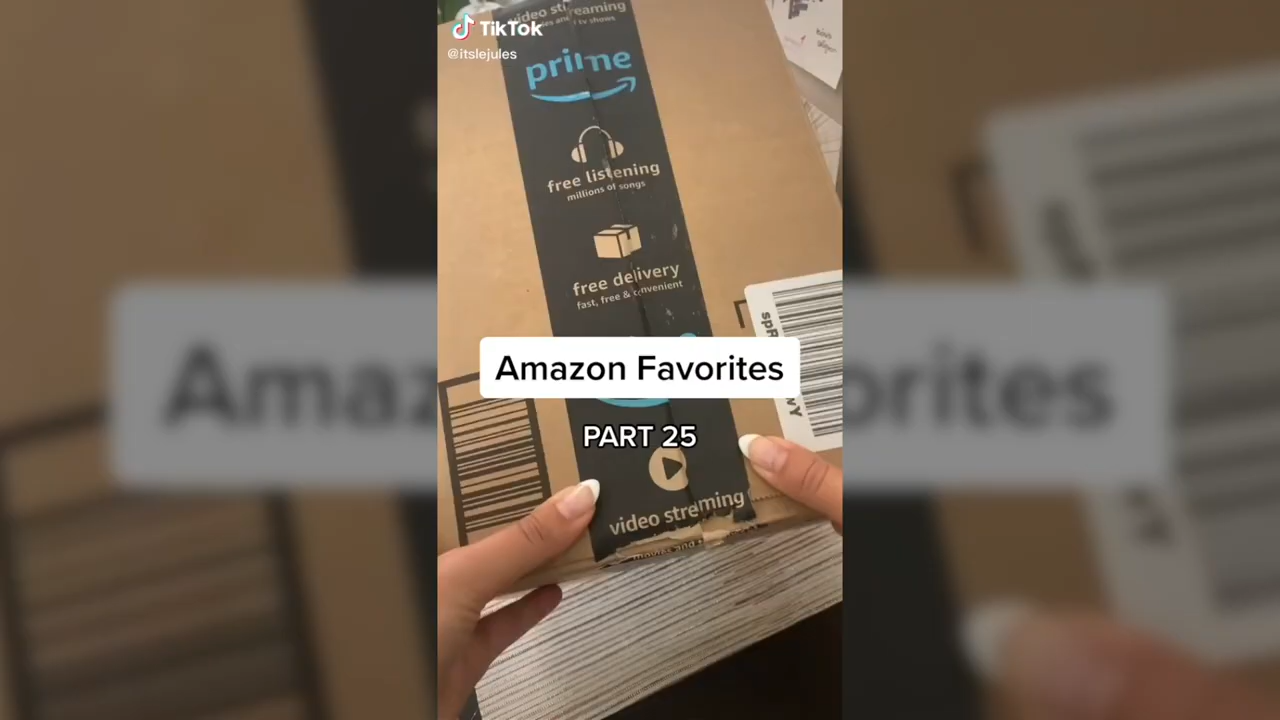 video streaming
TikTok
@itslejules
prime
free listening
millions of songs
free delivery
fast, free & convenient
Amazon Favorites
PART 25
video streaming